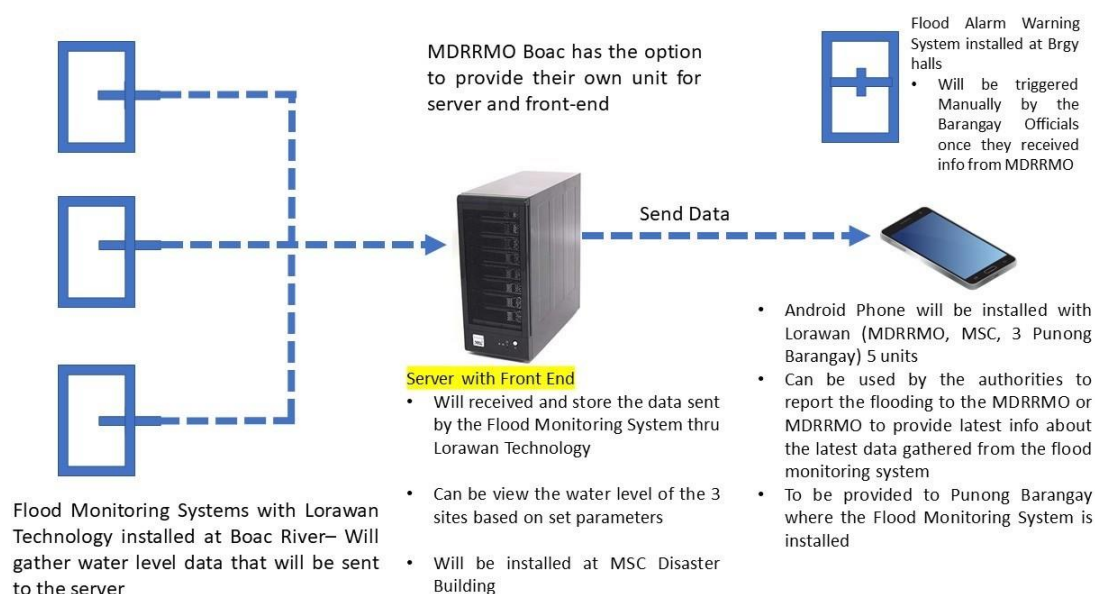 MDRRMO Boac has the option
to provide their own unit for
server and front-end
Flood Alarm Warning
System installed at Brgy
halls
• Will be triggered
Manually by the
Barangay Officials
once they received
info from MDRRMO
Send Data
Flood Monitoring Systems with Lorawan
Technology installed at Boac River– Will
gather water level data that will be sent
to the server
Server with Front End
• Will received and store the data sent
by the Flood Monitoring System thru
Lorawan Technology
• Can be view the water level of the 3
sites based on set parameters
• Will be installed at MSC Disaster
Building
• Android Phone will be installed with
Lorawan (MDRRMO, MSC, 3 Punong
Barangay) 5 units
• Can be used by the authorities to
report the flooding to the MDRRMO or
MDRRMO to provide latest info about
the latest data gathered from the flood
monitoring system
• To be provided to Punong Barangay
where the Flood Monitoring System is
installed